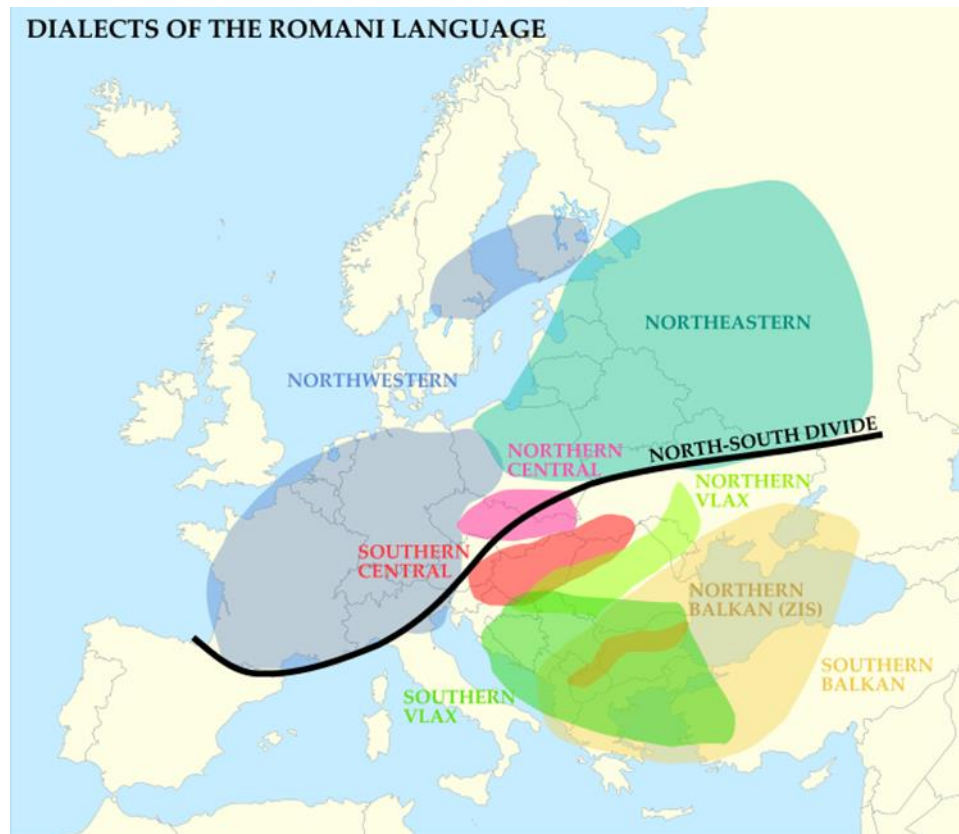 DIALECTS OF THE ROMANI LANGUAGE
NORTHEASTERN
NORTHWESTERN
NORTH-SOUTH DIVIDE
NORTHERN
CENTRAL
NORTHERN
VLAX
SOUTHERN
CENTRAL
NORTHERN
BALKAN (ZIS)
SOUTHERN
BALKAN
SOUTHERN
VLAX